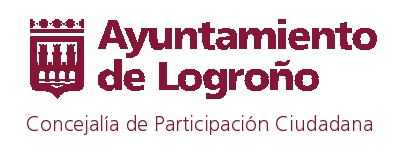 Ayuntamiento
de Logroño
Concejalía de Participación Ciudadana